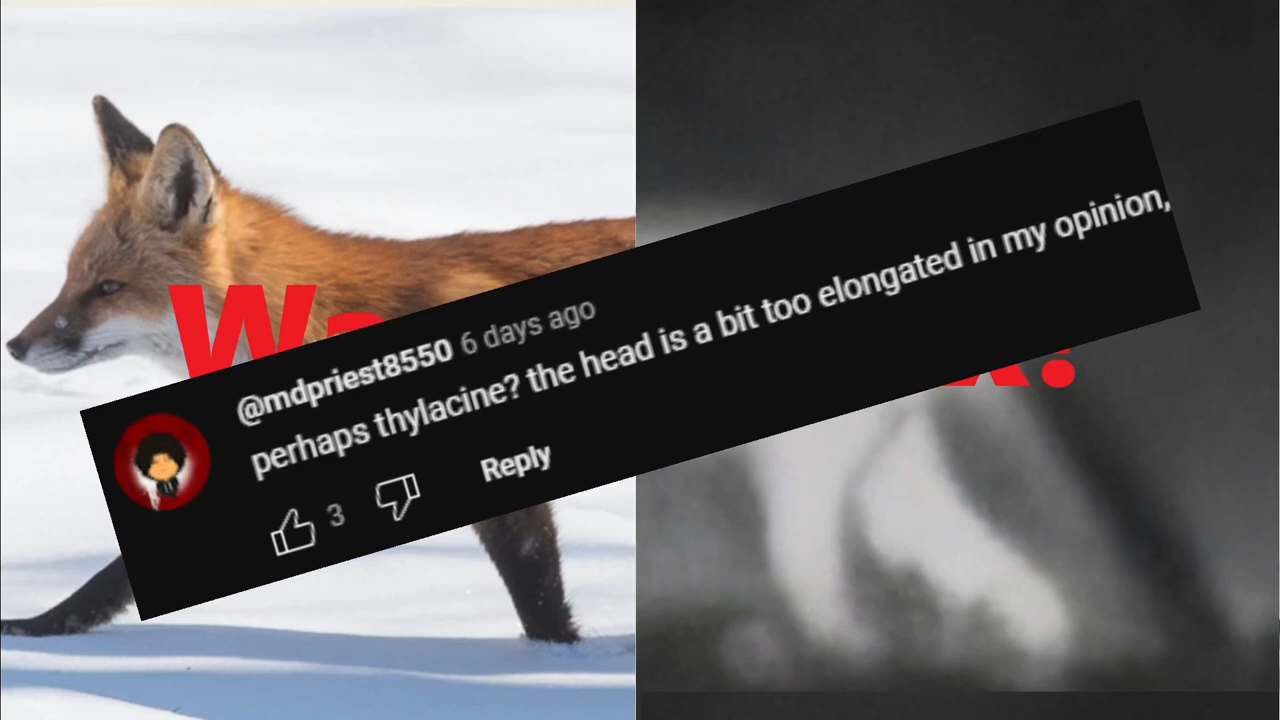 @mdpriest8550 6 days ago
perhaps thylacine? the head is a bit too elongated in my opinion,
3
Reply